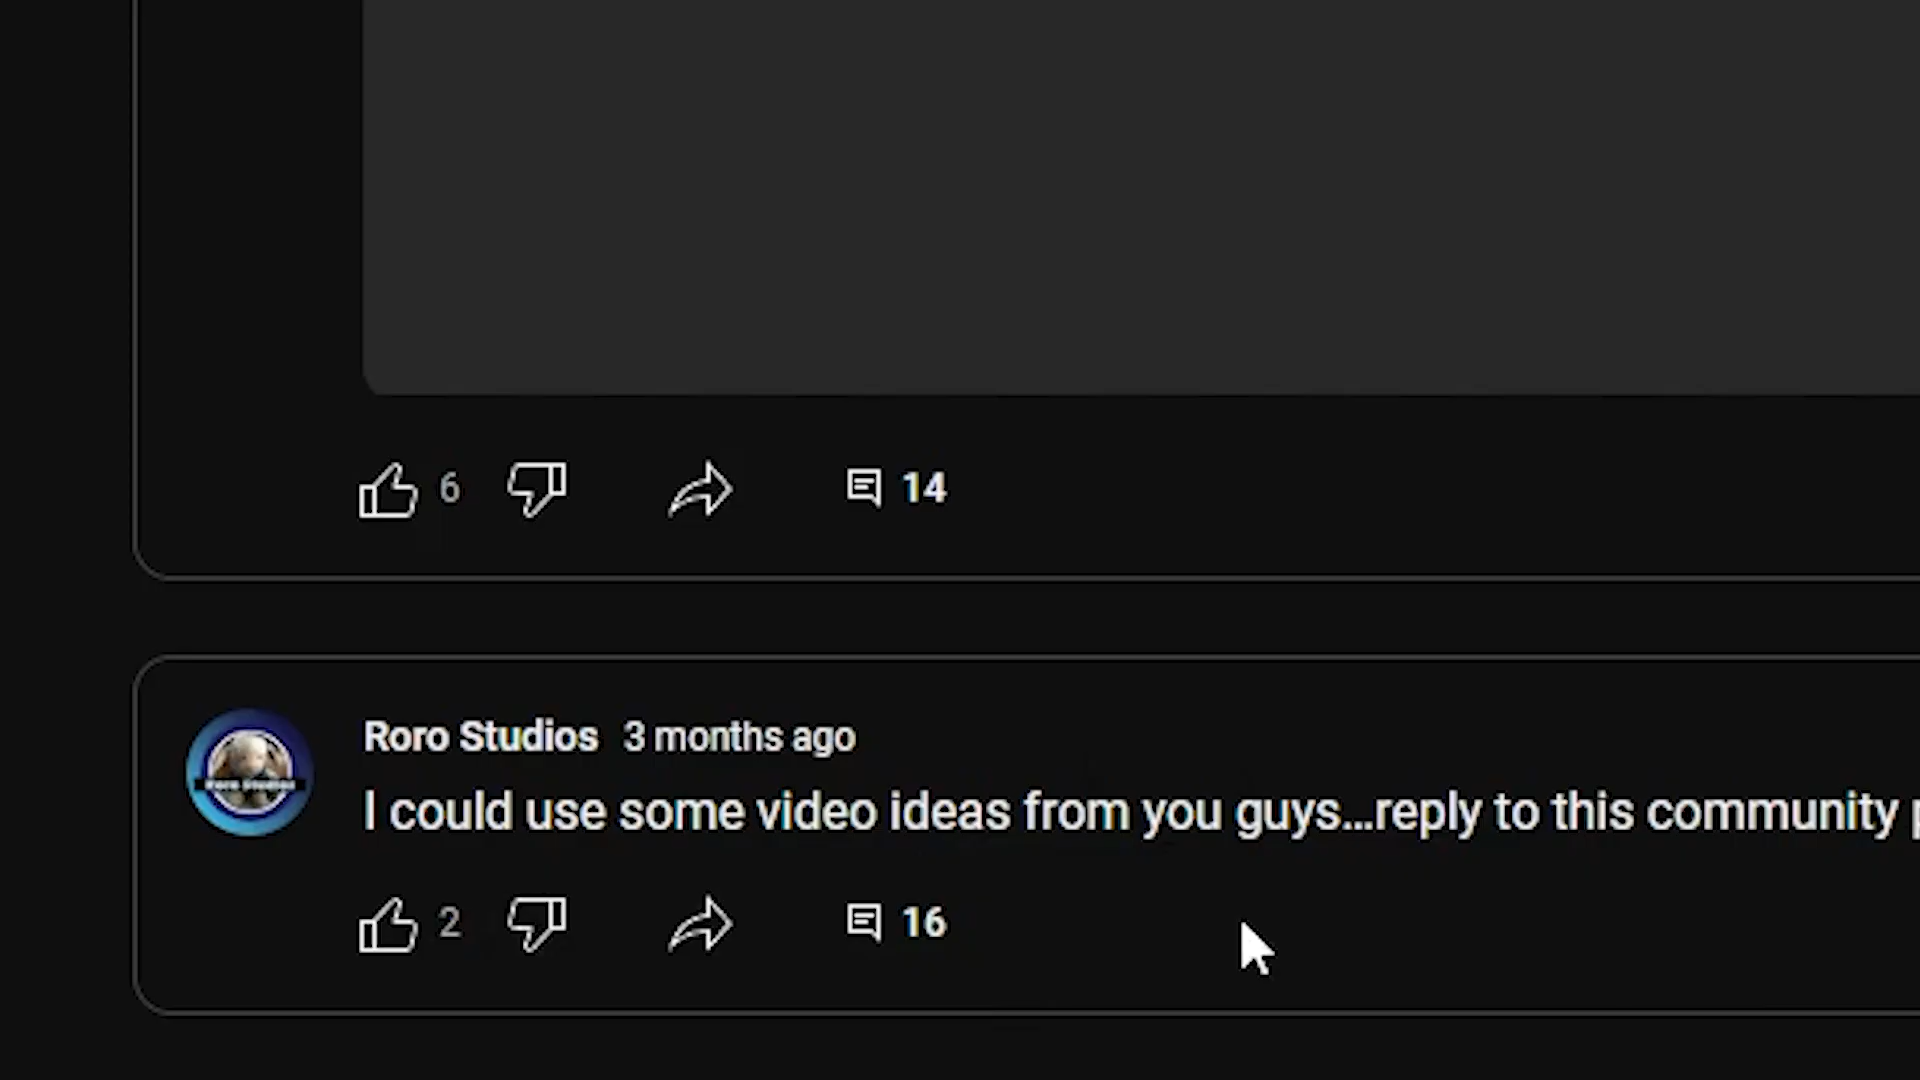 6 14
Roro Studios 3 months ago
I could use some video ideas from you guys...reply to this community
2 16